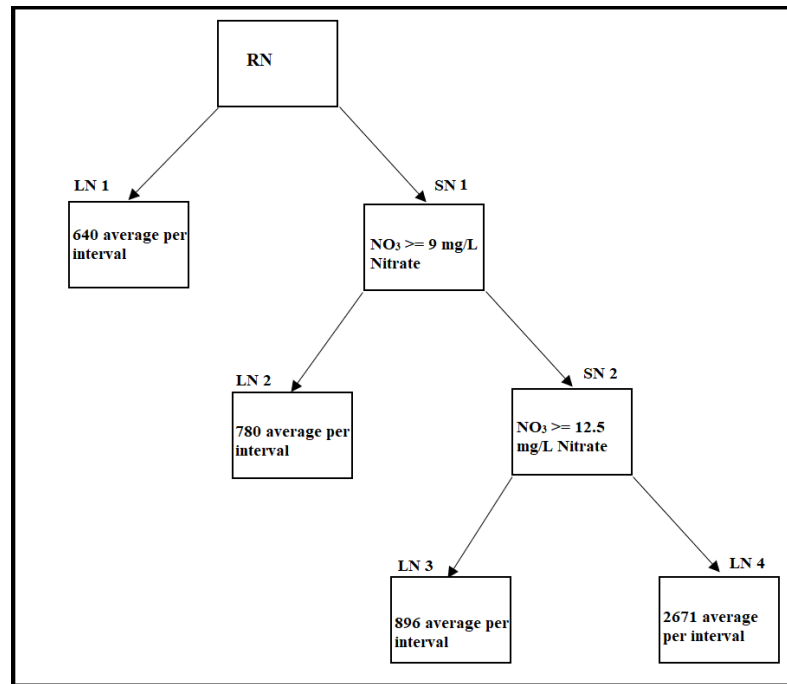 RN
LN 1
SN 1
640 average per
interval
NO₃ >= 9 mg/L
Nitrate
LN 2
SN 2
780 average per
interval
NO₃ >= 12.5
mg/L Nitrate
LN 3
LN 4
896 average per
interval
2671 average
per interval